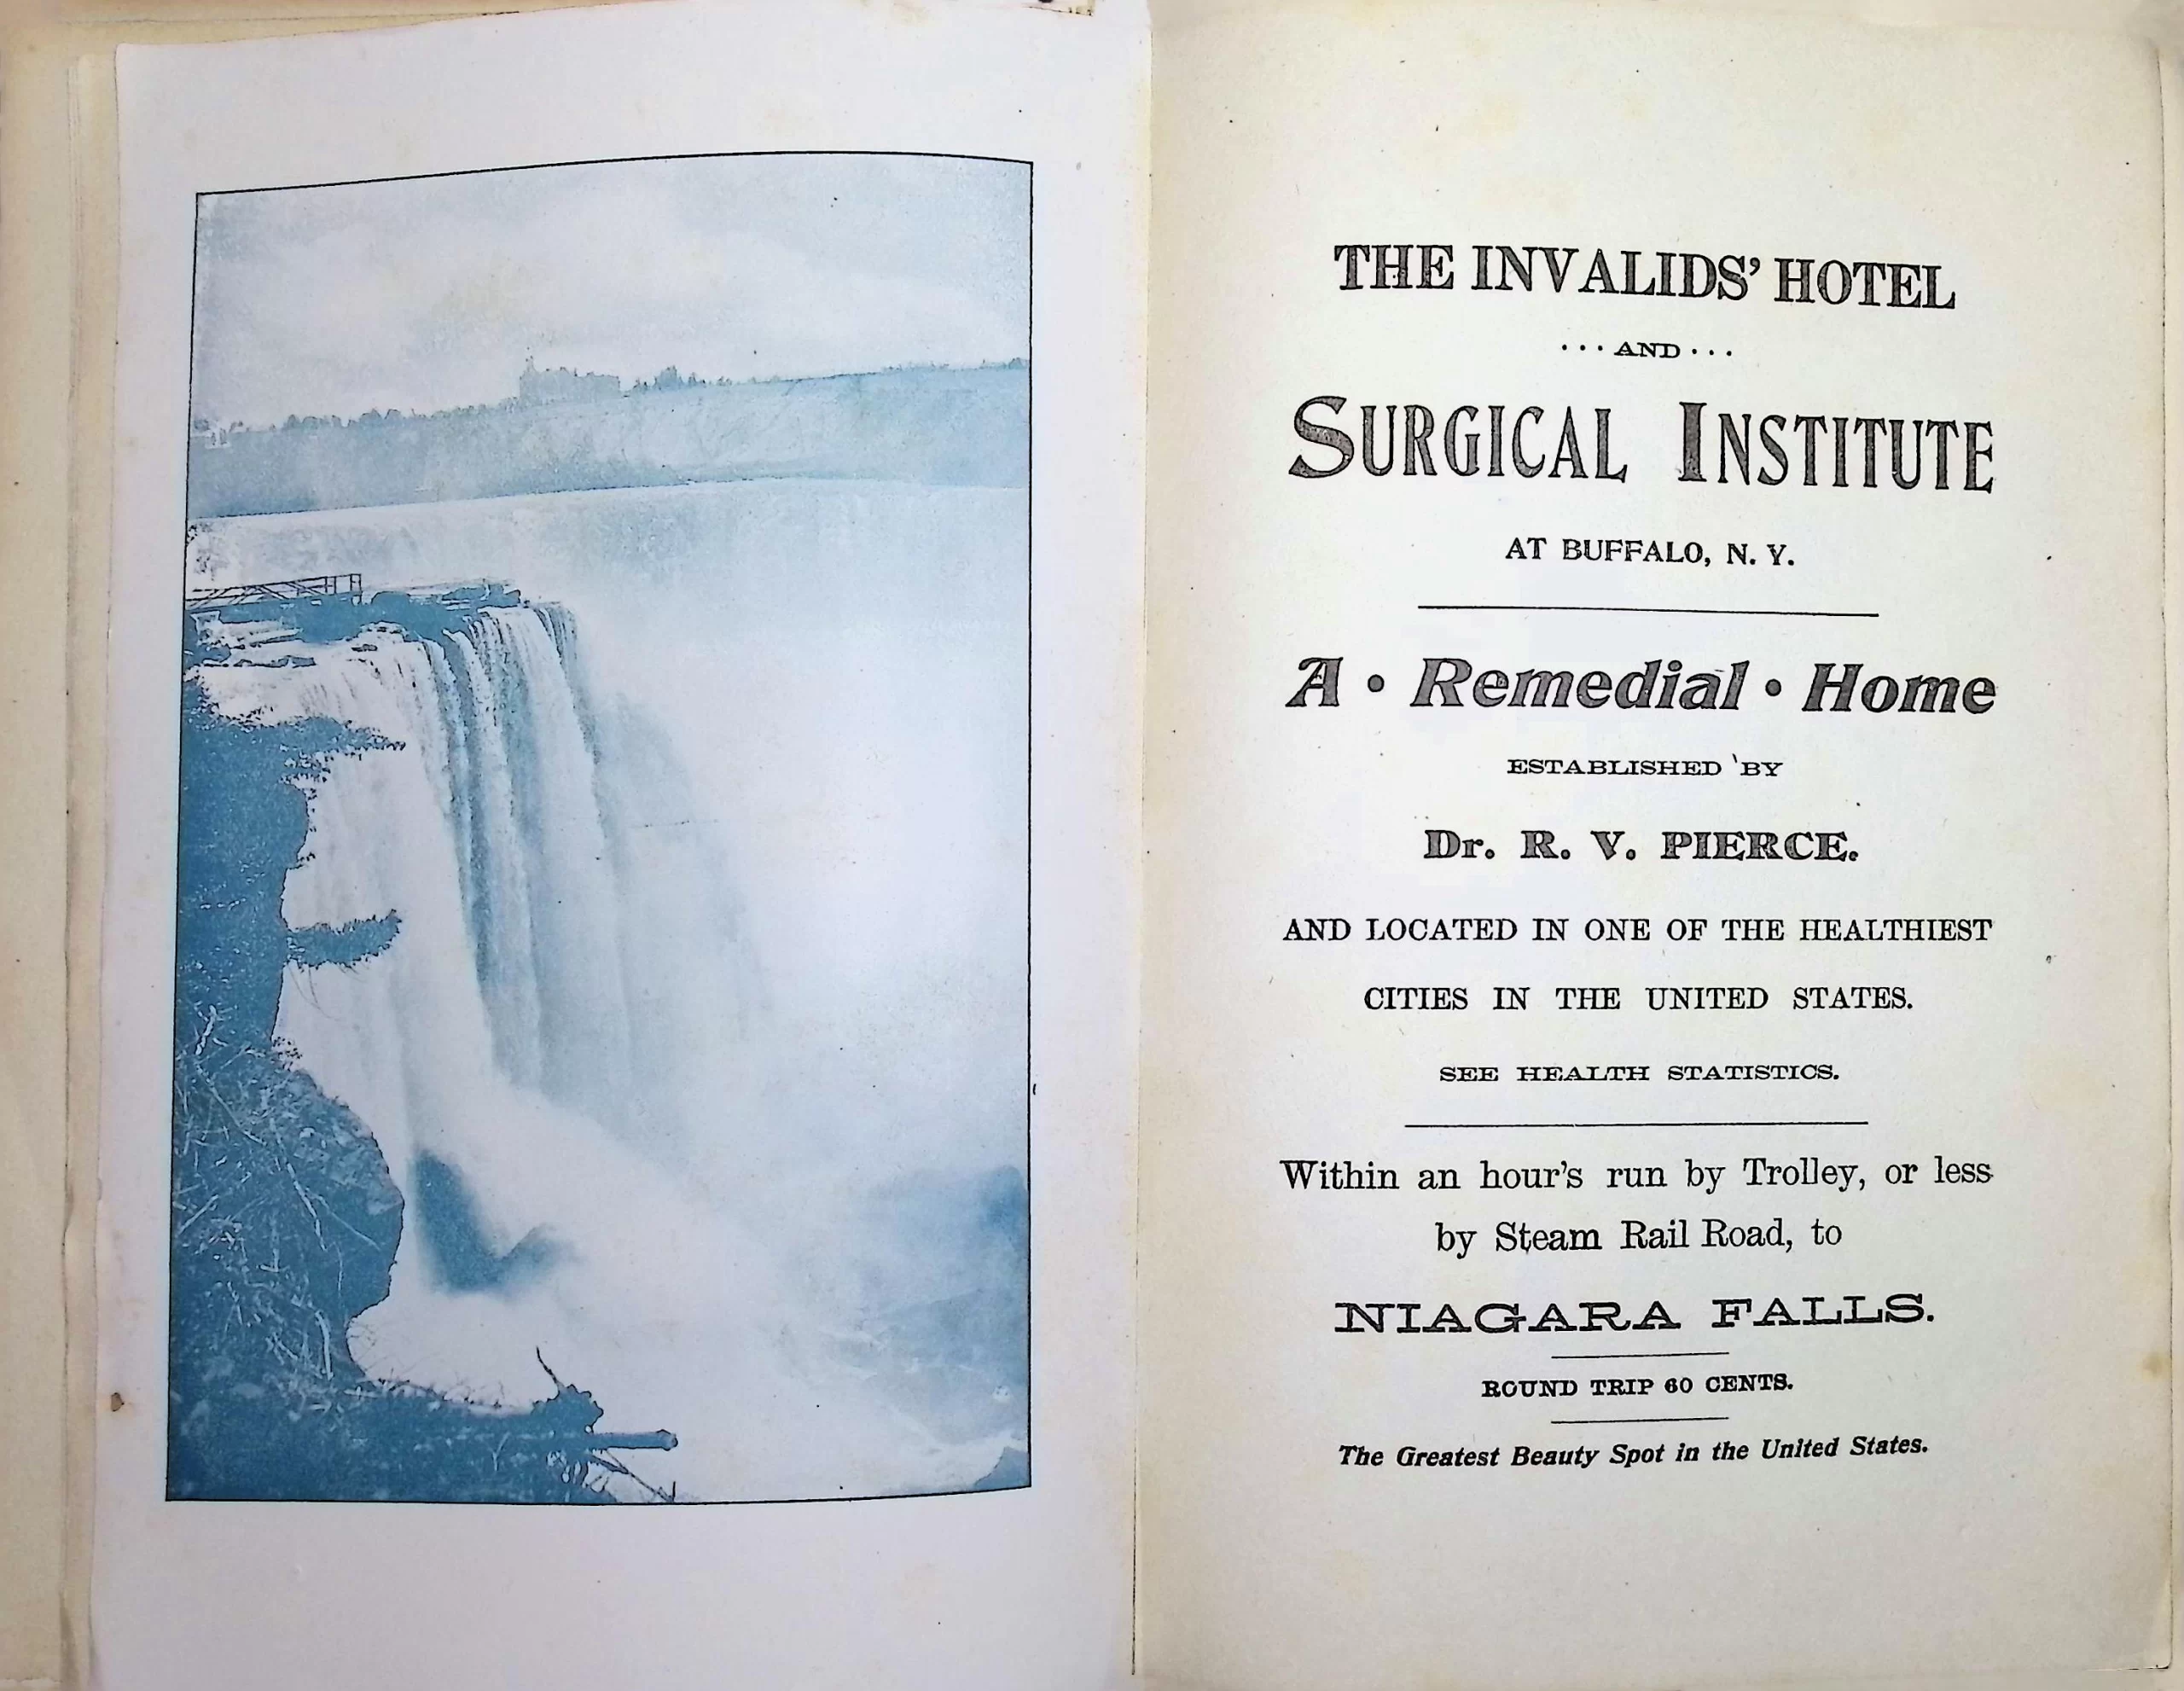 THE INVALIDS' HOTEL
...AND...
SURGICAL INSTITUTE
AT BUFFALO, N. Y.
A • Remedial • Home
ESTABLISHED BY
Dr. R. V. PIERCE.
AND LOCATED IN ONE OF THE HEALTHIEST
CITIES IN THE UNITED STATES.
SEE HEALTH STATISTICS.
Within an hour's run by Trolley, or less
by Steam Rail Road, to
NIAGARA FALLS.
ROUND TRIP 60 CENTS.
The Greatest Beauty Spot in the United States.